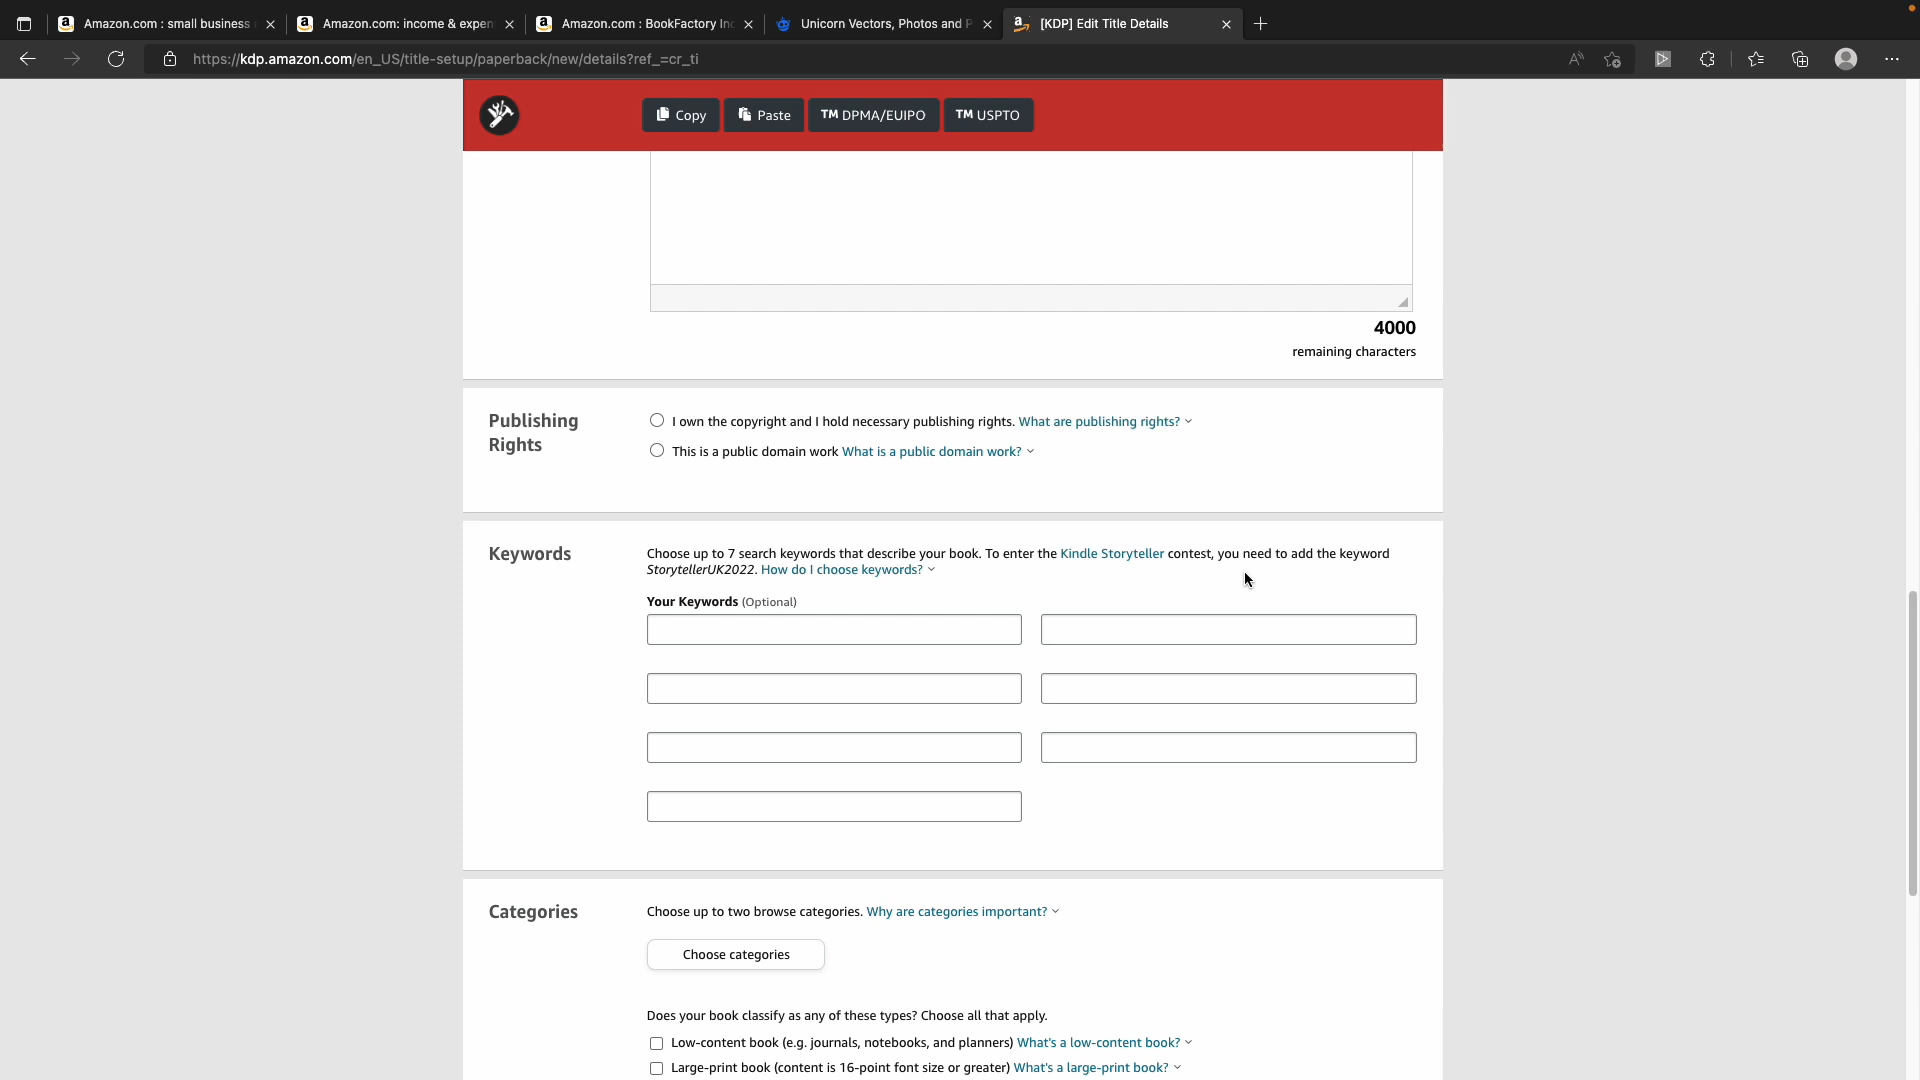 Amazon.com : small business
Amazon.com: income & expen
Amazon.com : BookFactory Inc
Unicorn Vectors, Photos and P
[KDP] Edit Title Details
https://kdp.amazon.com/en_US/title-setup/paperback/new/details?ref_=cr_ti
Copy
Paste
TM DPMA/EUIPO
TM USPTO
4000
remaining characters
Publishing
Rights
I own the copyright and I hold necessary publishing rights. What are publishing rights?
This is a public domain work What is a public domain work?
Keywords
Choose up to 7 search keywords that describe your book. To enter the Kindle Storyteller contest, you need to add the keyword
StorytellerUK2022. How do I choose keywords?
Your Keywords (Optional)
Categories
Choose up to two browse categories. Why are categories important?
Choose categories
Does your book classify as any of these types? Choose all that apply.
Low-content book (e.g. journals, notebooks, and planners) What's a low-content book?
Large-print book (content is 16-point font size or greater) What's a large-print book?